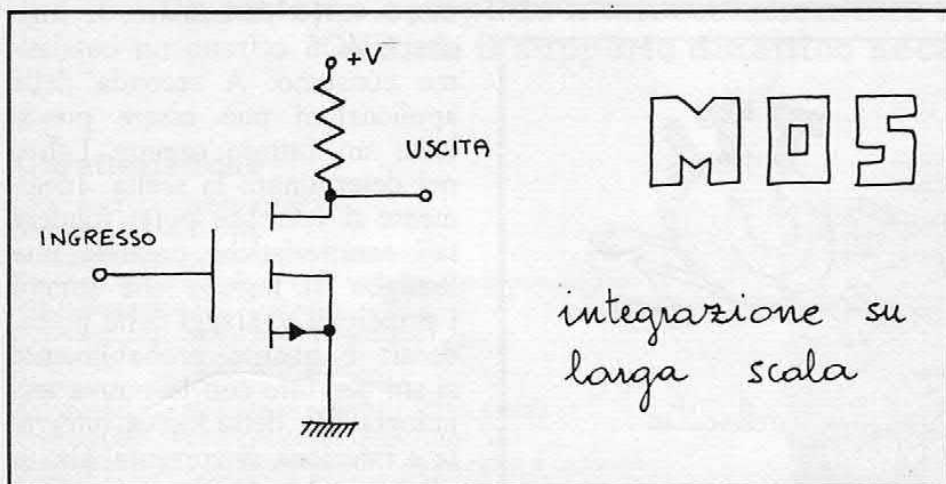 +V
USCITA
INGRESSO
MOS
integrazione su
larga scala